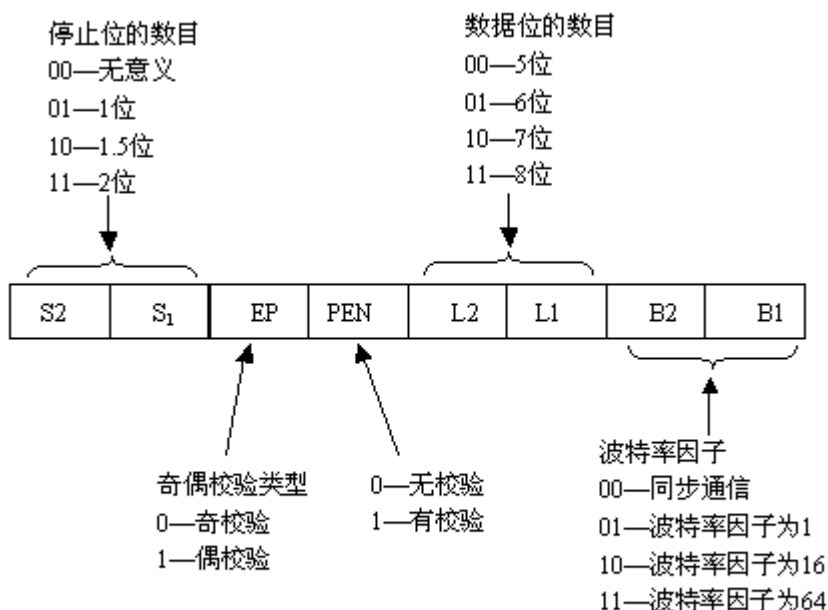 停止位的数目
00—无意义
01—1位
10—1.5位
11—2位
数据位的数目
00—5位
01—6位
10—7位
11—8位
S2 S1 EP PEN L2 L1 B2 B1
奇偶校验类型
0—奇校验
1—偶校验
0—无校验
1—有校验
波特率因子
00—同步通信
01—波特率因子为1
10—波特率因子为16
11—波特率因子为64